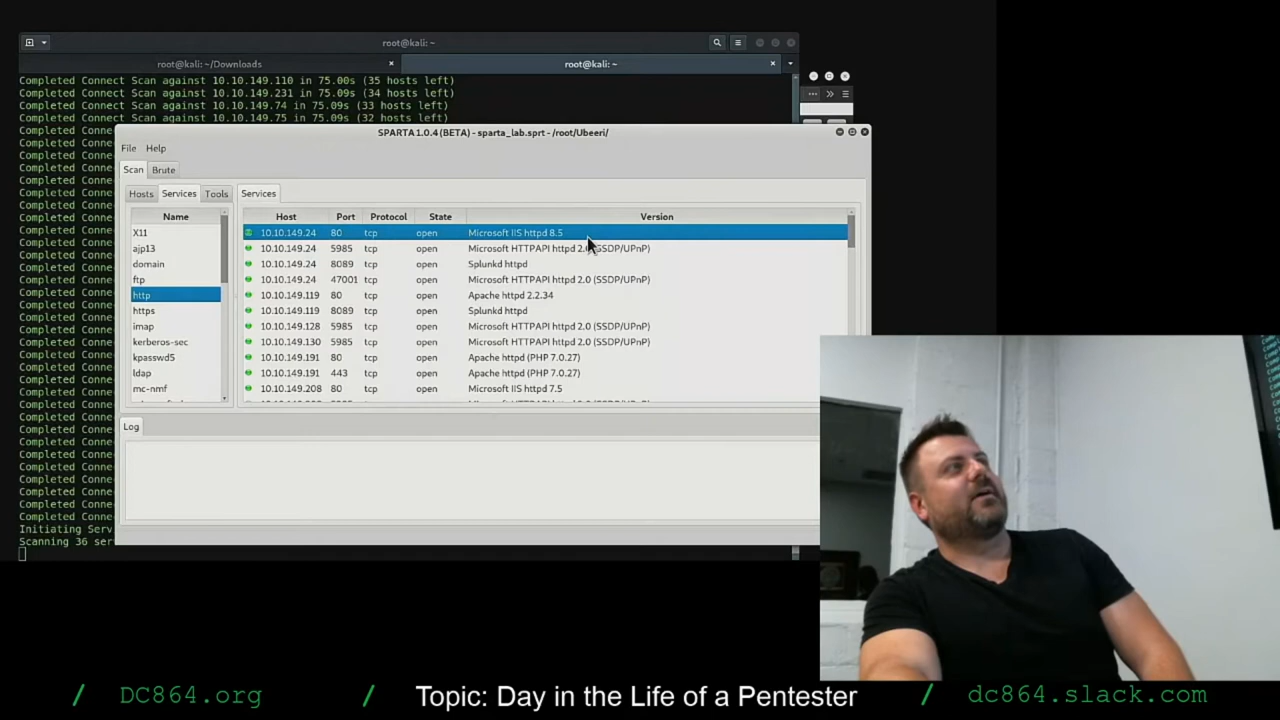 root@kali: ~
root@kali: ~/Downloads
root@kali: ~
Completed Connect Scan against 10.10.149.110 in 75.00s (35 hosts left)
Completed Connect Scan against 10.10.149.231 in 75.09s (34 hosts left)
Completed Connect Scan against 10.10.149.74 in 75.09s (33 hosts left)
Completed Connect Scan against 10.10.149.75 in 75.09s (32 hosts left)
SPARTA 1.0.4 (BETA) - sparta_lab.sprt - /root/Ubeeri/
File Help
Scan Brute
Hosts Services Tools Services
Name
X11
ajp13
domain
ftp
http
https
imap
kerberos-sec
kpasswd5
ldap
mc-nmf
Host Port Protocol State Version
10.10.149.24 80 tcp open Microsoft IIS httpd 8.5
10.10.149.24 5985 tcp open Microsoft HTTPAPI httpd 2.0 (SSDP/UPnP)
10.10.149.24 8089 tcp open Splunkd httpd
10.10.149.24 47001 tcp open Microsoft HTTPAPI httpd 2.0 (SSDP/UPnP)
10.10.149.119 80 tcp open Apache httpd 2.2.34
10.10.149.119 8089 tcp open Splunkd httpd
10.10.149.128 5985 tcp open Microsoft HTTPAPI httpd 2.0 (SSDP/UPnP)
10.10.149.130 5985 tcp open Microsoft HTTPAPI httpd 2.0 (SSDP/UPnP)
10.10.149.191 80 tcp open Apache httpd (PHP 7.0.27)
10.10.149.191 443 tcp open Apache httpd (PHP 7.0.27)
10.10.149.208 80 tcp open Microsoft IIS httpd 7.5
Log
Initiating Serv
Scanning 36 ser
/ DC864.org / Topic: Day in the Life of a Pentester / dc864.slack.com